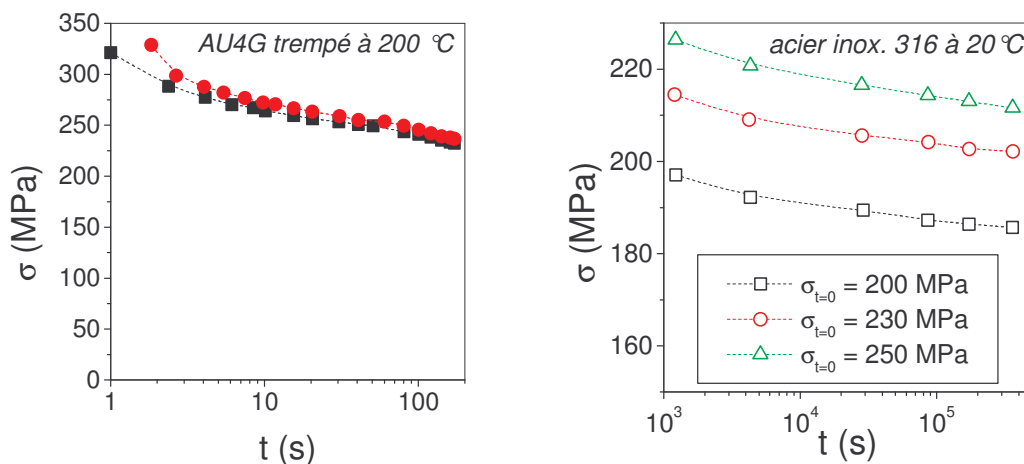 AU4G trempé à 200 °C
350
300
250
200
150
100
50
0
σ (MPa)
1
10
100
t (s)
acier inox. 316 à 20°C
220
200
180
160
σ (MPa)
σt=0 = 200 MPa
σt=0 = 230 MPa
σt=0 = 250 MPa
10³
10⁴
10⁵
t (s)